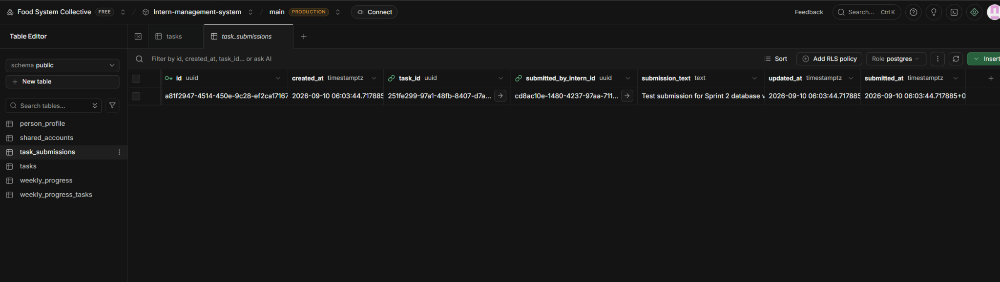 Food System Collective FREE / Intern-management-system / main PRODUCTION Connect Feedback Search... Ctrl K
Table Editor
tasks task_submissions
schema public
New table
Search tables...
person_profile
shared_accounts
task_submissions
tasks
weekly_progress
weekly_progress_tasks
Filter by id, created_at, task_id... or ask AI Sort Add RLS policy Role postgres Insert
id uuid created_at timestamptz task_id uuid submitted_by_intern_id uuid submission_text text updated_at timestamptz submitted_at timestamptz
a81f2947-4514-450e-9c28-ef2ca17167 2026-09-10 06:03:44.717885 251fe299-97a1-48fb-8407-d7a... cd8ac10e-1480-4237-97aa-711... Test submission for Sprint 2 database v 2026-09-10 06:03:44.717885 2026-09-10 06:03:44.717885+0